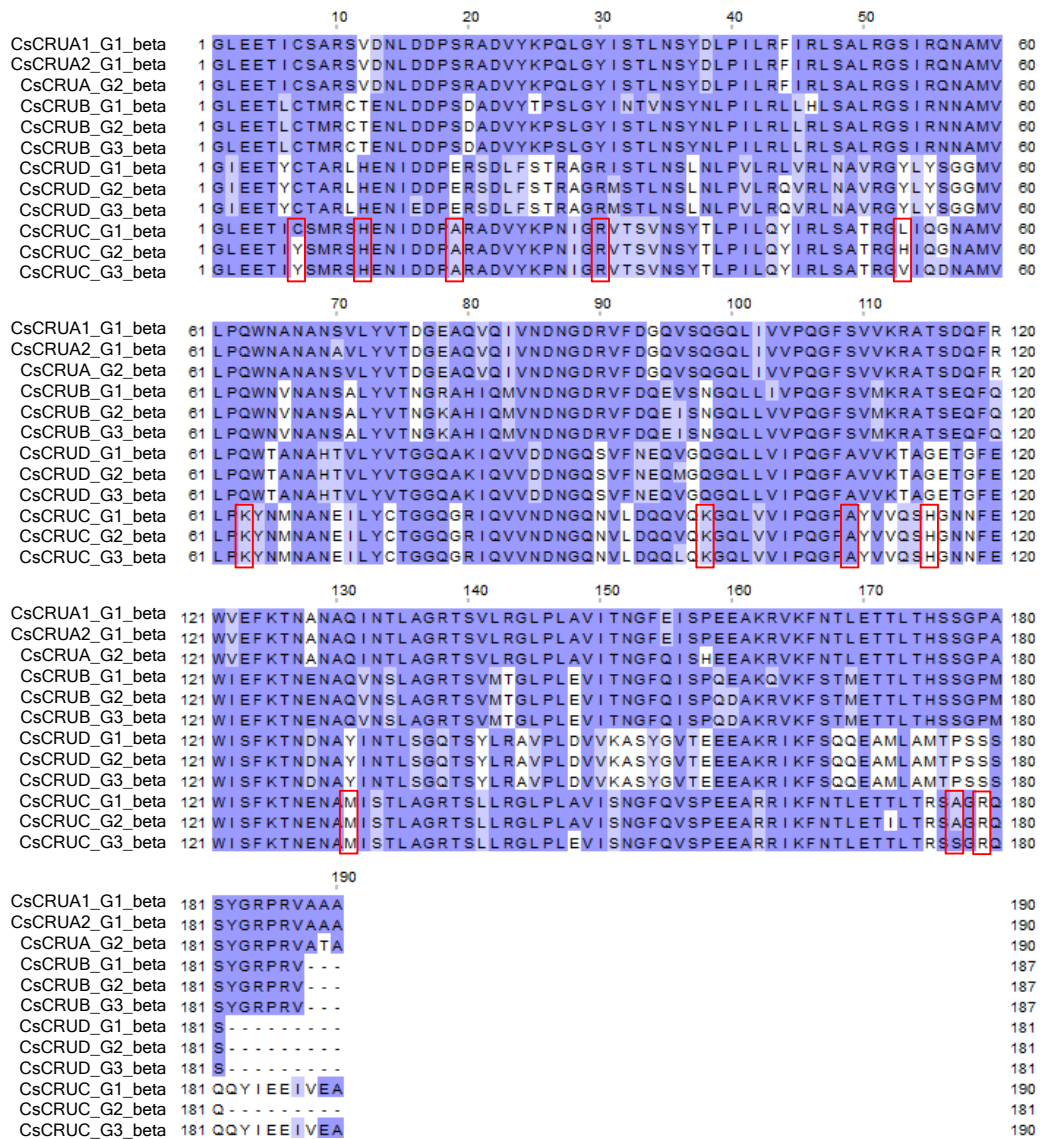 10 20 30 40 50
CsCRUA1_G1_beta 1 GLEETICSARSVDNLDDPSRADVYKPQLGYISTLNSYDLPILRFIRLSALRGSIRQNAMV 60
CsCRUA2_G1_beta 1 GLEETICSARSVDNLDDPSRADVYKPQLGYISTLNSYDLPILRFIRLSALRGSIRQNAMV 60
CsCRUA_G2_beta 1 GLEETICSARSVDNLDDPSRADVYKPQLGYISTLNSYDLPILRFIRLSALRGSIRQNAMV 60
CsCRUB_G1_beta 1 GLEETLCTMRCTENLDDPSDADVYTPSLGYINTVNSYNLPILRLLHLSALRGSIRNNAMV 60
CsCRUB_G2_beta 1 GLEETLCTMRCTENLDDPSDADVYKPSLGYISTLNSYNLPILRLLRLSALRGSIRNNAMV 60
CsCRUB_G3_beta 1 GLEETLCTMRCTENLDDPSDADVYKPSLGYISTLNSYNLPILRLLRLSALRGSIRNNAMV 60
CsCRUD_G1_beta 1 GIEETYCTARLHENIDDPERSDLFSTRAGRISTLNSLNLPVLRLVRLNAVRGYLYSGGMV 60
CsCRUD_G2_beta 1 GIEETYCTARLHENIDDPERSDLFSTRAGRMSTLNSLNLPVLRQVRLNAVRGYLYSGGMV 60
CsCRUD_G3_beta 1 GIEETYCTARLHENIEDPERSDLFSTRAGRMSTLNSLNLPVLRQVRLNAVRGYLYSGGMV 60
CsCRUC_G1_beta 1 GLEETICSMRSHENIDDPARADVYKPNIGRVTSVNSYTLPILQYIRLSATRGLIQGNAMV 60
CsCRUC_G2_beta 1 GLEETIYSMRSHENIDDPARADVYKPNIGRVTSVNSYTLPILQYIRLSATRGHIQGNAMV 60
CsCRUC_G3_beta 1 GLEETIYSMRSHENIDDPARADVYKPNIGRVTSVNSYTLPILQYIRLSATRGVIQDNAMV 60
70 80 90 100 110
CsCRUA1_G1_beta 61 LPQWNANANSVLYVTDGEAQVQIVNDNGDRVFDGQVSQGQLIVVPQGFSVVKRATSDQFR 120
CsCRUA2_G1_beta 61 LPQWNANANAVLYVTDGEAQVQIVNDNGDRVFDGQVSQGQLIVVPQGFSVVKRATSDQFR 120
CsCRUA_G2_beta 61 LPQWNANANSVLYVTDGEAQVQIVNDNGDRVFDGQVSQGQLIVVPQGFSVVKRATSDQFR 120
CsCRUB_G1_beta 61 LPQWNVNANSALYVTNGRAHIQMVNDNGDRVFDQEVSNGQLLIVPQGFSVMKRATSEQFQ 120
CsCRUB_G2_beta 61 LPQWNVNANSALYVTNGKAHIQMVNDNGDRVFDQEISNGQLLVVPQGFSVMKRATSEQFQ 120
CsCRUB_G3_beta 61 LPQWNVNANSALYVTNGKAHIQMVNDNGDRVFDQEISNGQLLVVPQGFSVMKRATSEQFQ 120
CsCRUD_G1_beta 61 LPQWTANAHTVLYVTGGQAKIQVVDDNGQSVFNEQVGQGQLLVIPQGFAVVKTAGETGFE 120
CsCRUD_G2_beta 61 LPQWTANAHTVLYVTGGQAKIQVVDDNGQSVFNEQMGQGQLLVIPQGFAVVKTAGETGFE 120
CsCRUD_G3_beta 61 LPQWTANAHTVLYVTGGQAKIQVVDDNGQSVFNEQVGQGQLLVIPQGFAVVKTAGETGFE 120
CsCRUC_G1_beta 61 LPKYNMNANEILYCTGGQGRIQVVNDNGQNVLDQQVQKGQLVVIPQGFAYVVQSHGNNFE 120
CsCRUC_G2_beta 61 LPKYNMNANEILYCTGGQGRIQVVNDNGQNVLDQQVQKGQLVVIPQGFAYVVQSHGNNFE 120
CsCRUC_G3_beta 61 LPKYNMNANEILYCTGGQGRIQVVNDNGQNVLDQQLQKGQLVVIPQGFAYVVQSHGNNFE 120
130 140 150 160 170
CsCRUA1_G1_beta 121 WVEFKTNANAQINTLAGRTSVLRGLPLAVITNGFEISPEEAKRVKFNTLETTLTHSSGPA 180
CsCRUA2_G1_beta 121 WVEFKTNANAQINTLAGRTSVLRGLPLAVITNGFEISPEEAKRVKFNTLETTLTHSSGPA 180
CsCRUA_G2_beta 121 WVEFKTNANAQINTLAGRTSVLRGLPLAVITNGFQISHEEAKRVKFNTLETTLTHSSGPA 180
CsCRUB_G1_beta 121 WIEFKTNENAQVNSLAGRTSVMTGLPLEVITNGFQISPQEAKQVKFSTMETTLTHSSGPM 180
CsCRUB_G2_beta 121 WIEFKTNENAQVNSLAGRTSVMTGLPLEVITNGFQISPQDAKRVKFSTMETTLTHSSGPM 180
CsCRUB_G3_beta 121 WIEFKTNENAQVNSLAGRTSVMTGLPLEVITNGFQISPQDAKRVKFSTMETTLTHSSGPM 180
CsCRUD_G1_beta 121 WISFKTNDNAYINTLSGQTSYLRAVPLDVVKASYGVTEEEAKRIKFSQQEAMLAMTPSSS 180
CsCRUD_G2_beta 121 WISFKTNDNAYINTLSGQTSYLRAVPLDVVKASYGVTEEEAKRIKFSQQEAMLAMTPSSS 180
CsCRUD_G3_beta 121 WISFKTNDNAYINTLSGQTSYLRAVPLDVVKASYGVTEEEAKRIKFSQQEAMLAMTPSSS 180
CsCRUC_G1_beta 121 WISFKTNENAMISTLAGRTSLLRGLPLAVISNGFQVSPEEARRIKFNTLETTLTRSAGRQ 180
CsCRUC_G2_beta 121 WISFKTNENAMISTLAGRTSLLRGLPLAVISNGFQVSPEEARRIKFNTLETILTRSAGRQ 180
CsCRUC_G3_beta 121 WISFKTNENAMISTLAGRTSLLRGLPLEVISNGFQVSPEEARRIKFNTLETTLTRSSGRQ 180
190
CsCRUA1_G1_beta 181 SYGRPRVAAA 190
CsCRUA2_G1_beta 181 SYGRPRVAAA 190
CsCRUA_G2_beta 181 SYGRPRVATA 190
CsCRUB_G1_beta 181 SYGRPRV--- 187
CsCRUB_G2_beta 181 SYGRPRV--- 187
CsCRUB_G3_beta 181 SYGRPRV--- 187
CsCRUD_G1_beta 181 S--------- 181
CsCRUD_G2_beta 181 S--------- 181
CsCRUD_G3_beta 181 S--------- 181
CsCRUC_G1_beta 181 QQYIEEIVEA 190
CsCRUC_G2_beta 181 Q--------- 181
CsCRUC_G3_beta 181 QQYIEEIVEA 190